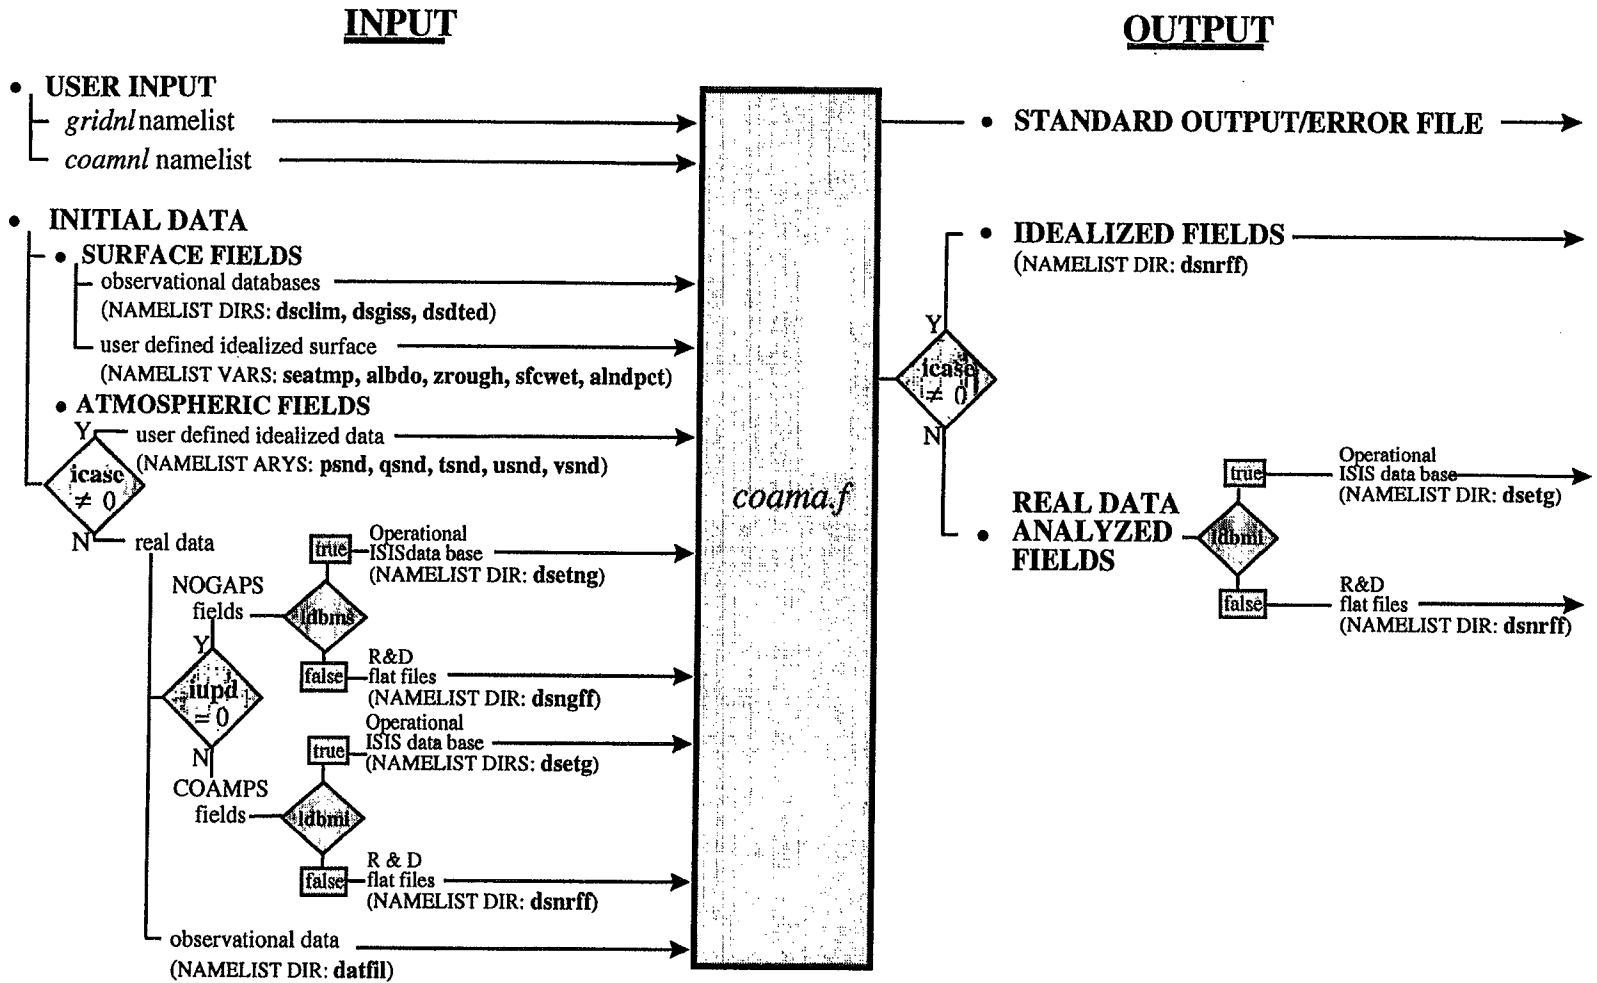 INPUT
• USER INPUT
gridnl namelist
coamnl namelist
• INITIAL DATA
• SURFACE FIELDS
observational databases
(NAMELIST DIRS: dsclim, dsgiss, dsdted)
user defined idealized surface
(NAMELIST VARS: seatmp, albdo, zrough, sfcwet, alndpct)
• ATMOSPHERIC FIELDS
Y
user defined idealized data
(NAMELIST ARYS: psnd, qsnd, tsnd, usnd, vsnd)
icase
≠ 0
N
real data
NOGAPS
fields
ldbms
true
Operational
ISIS data base
(NAMELIST DIR: dsetng)
false
R&D
flat files
(NAMELIST DIR: dsngff)
Y
iupd
= 0
N
COAMPS
fields
ldbmi
true
Operational
ISIS data base
(NAMELIST DIRS: dsetg)
false
R & D
flat files
(NAMELIST DIR: dsnrff)
observational data
(NAMELIST DIR: datfil)
coama.f
OUTPUT
• STANDARD OUTPUT/ERROR FILE
• IDEALIZED FIELDS
(NAMELIST DIR: dsnrff)
Y
icase
≠ 0
N
• REAL DATA
ANALYZED
FIELDS
ldbmi
true
Operational
ISIS data base
(NAMELIST DIR: dsetg)
false
R&D
flat files
(NAMELIST DIR: dsnrff)